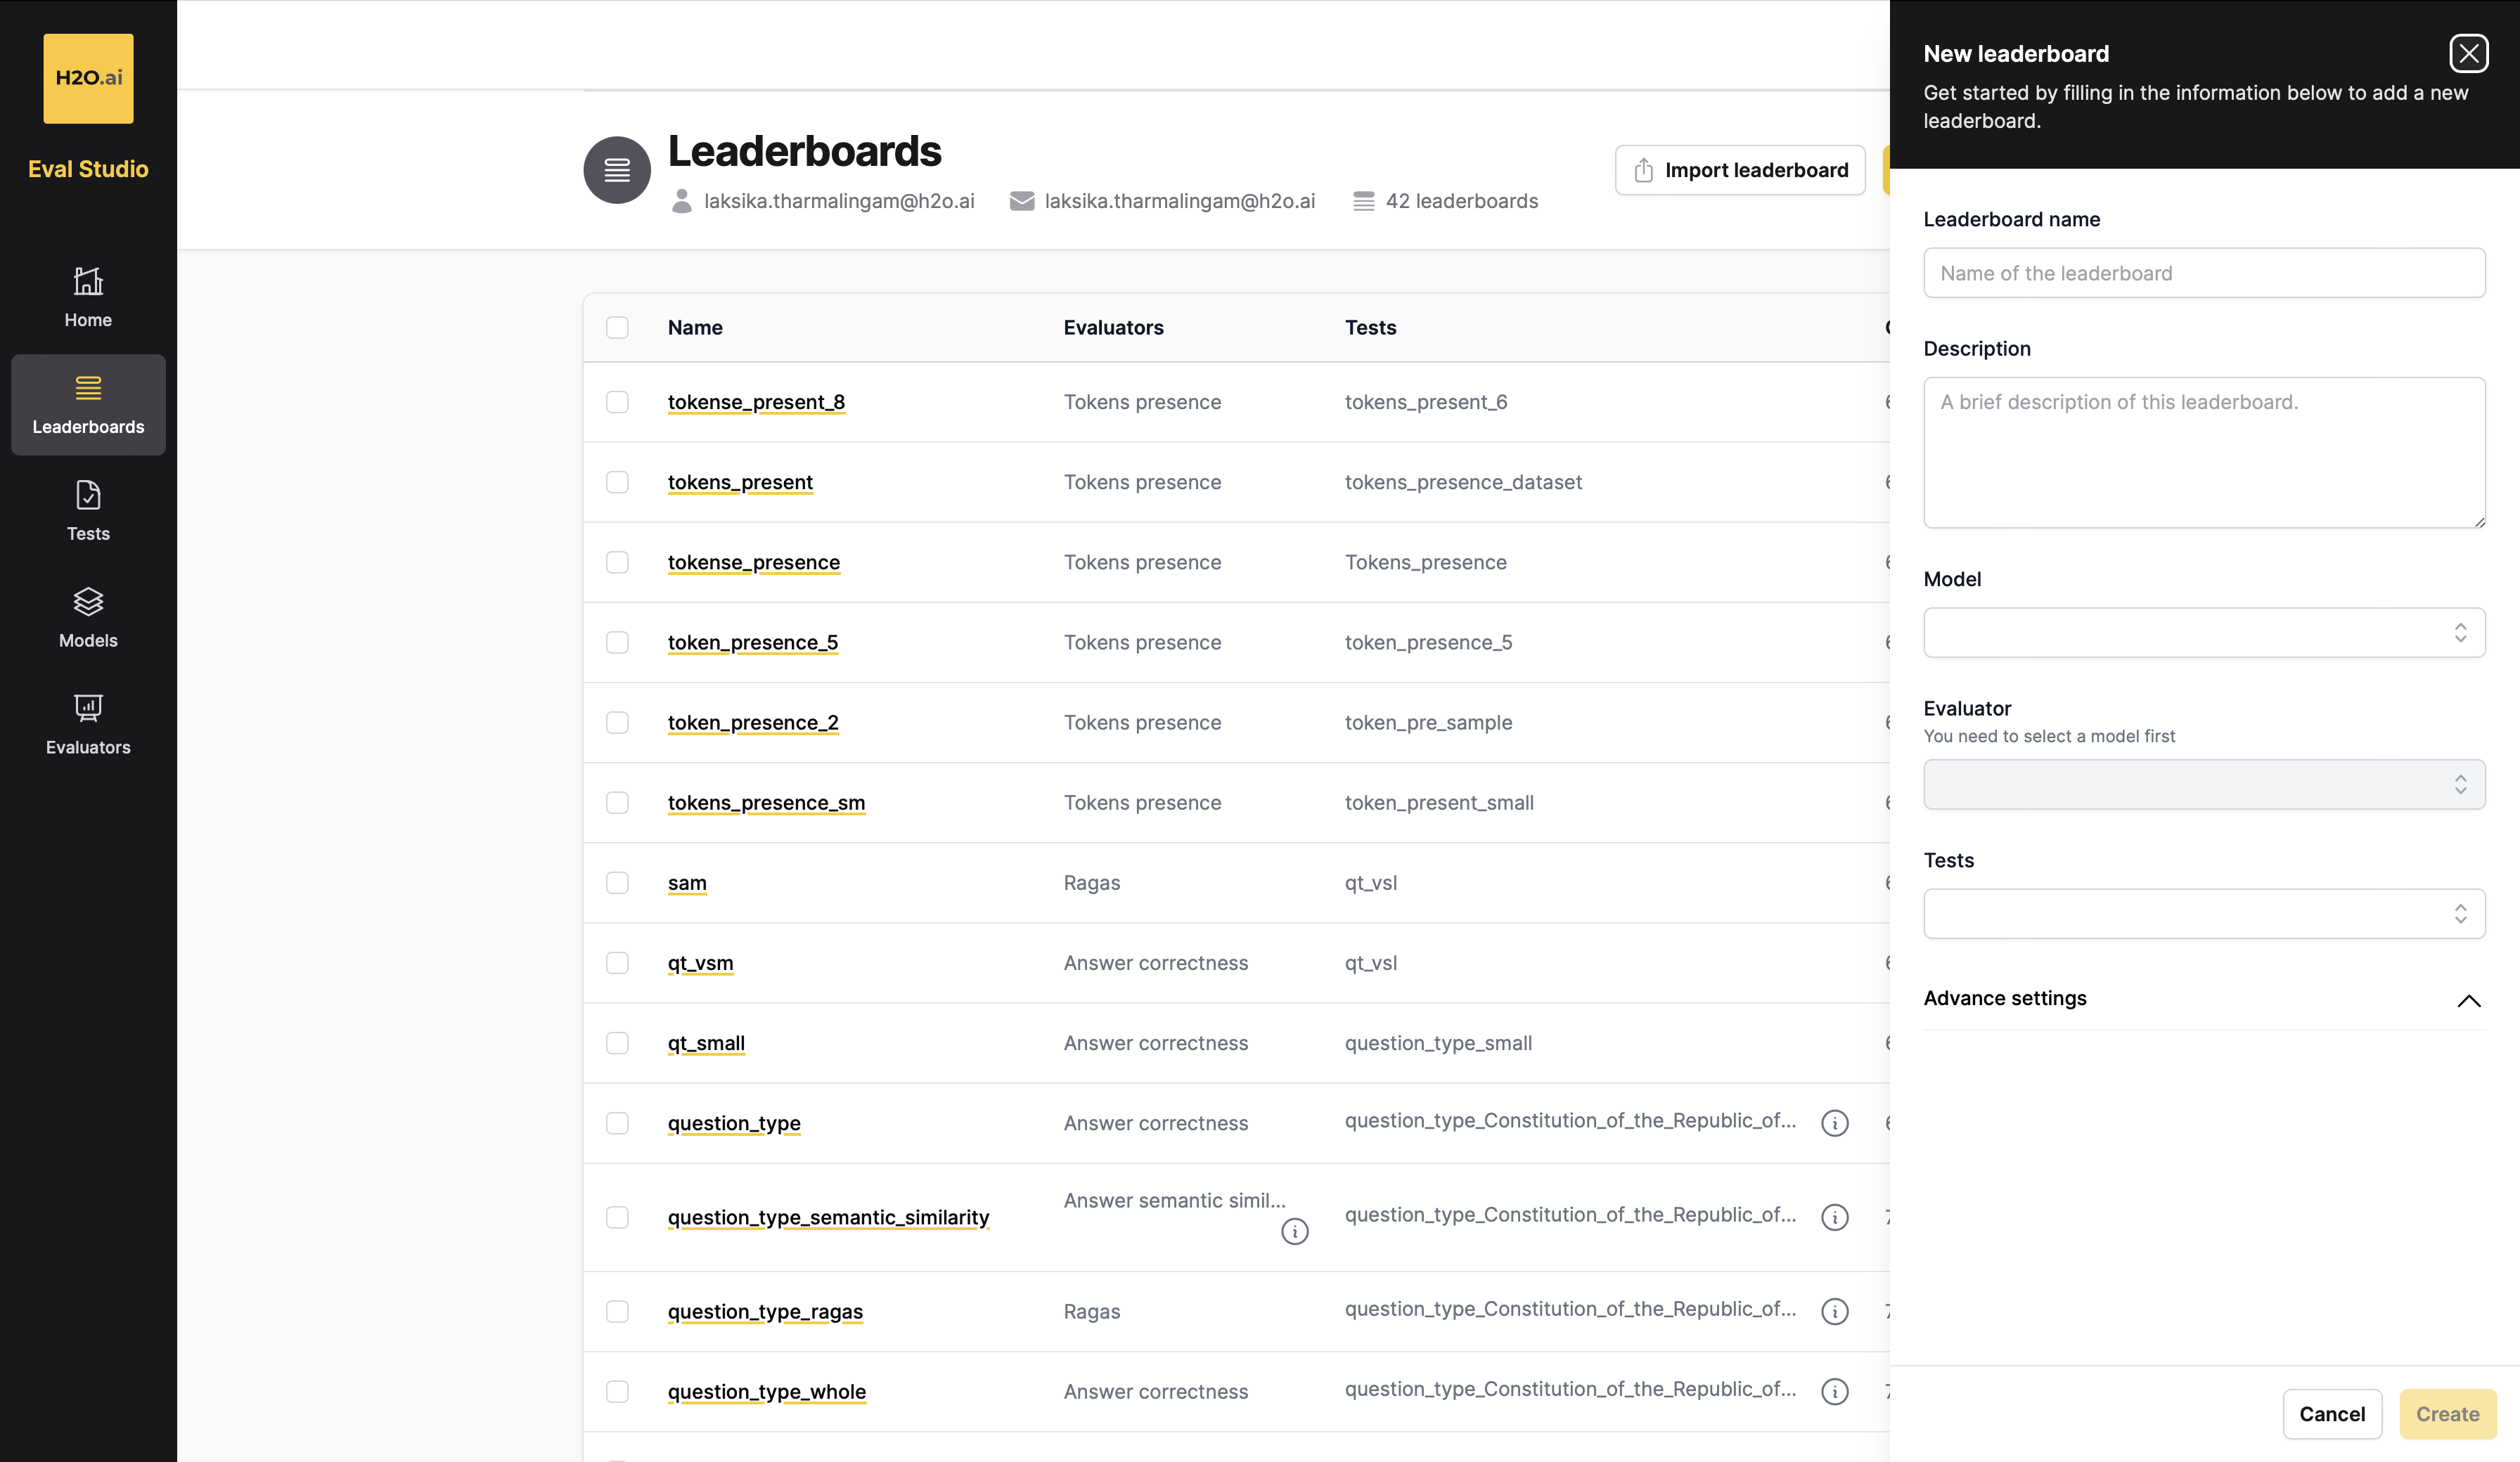 H2O.ai
Eval Studio
Home
Leaderboards
Tests
Models
Evaluators
Leaderboards
laksika.tharmalingam@h2o.ai
laksika.tharmalingam@h2o.ai
42 leaderboards
Import leaderboard
Name Evaluators Tests
tokense_present_8 Tokens presence tokens_present_6
tokens_present Tokens presence tokens_presence_dataset
tokense_presence Tokens presence Tokens_presence
token_presence_5 Tokens presence token_presence_5
token_presence_2 Tokens presence token_pre_sample
tokens_presence_sm Tokens presence token_present_small
sam Ragas qt_vsl
qt_vsm Answer correctness qt_vsl
qt_small Answer correctness question_type_small
question_type Answer correctness question_type_Constitution_of_the_Republic_of...
question_type_semantic_similarity Answer semantic simil... question_type_Constitution_of_the_Republic_of...
question_type_ragas Ragas question_type_Constitution_of_the_Republic_of...
question_type_whole Answer correctness question_type_Constitution_of_the_Republic_of...
New leaderboard
Get started by filling in the information below to add a new
leaderboard.
Leaderboard name
Name of the leaderboard
Description
A brief description of this leaderboard.
Model
Evaluator
You need to select a model first
Tests
Advance settings
Cancel
Create